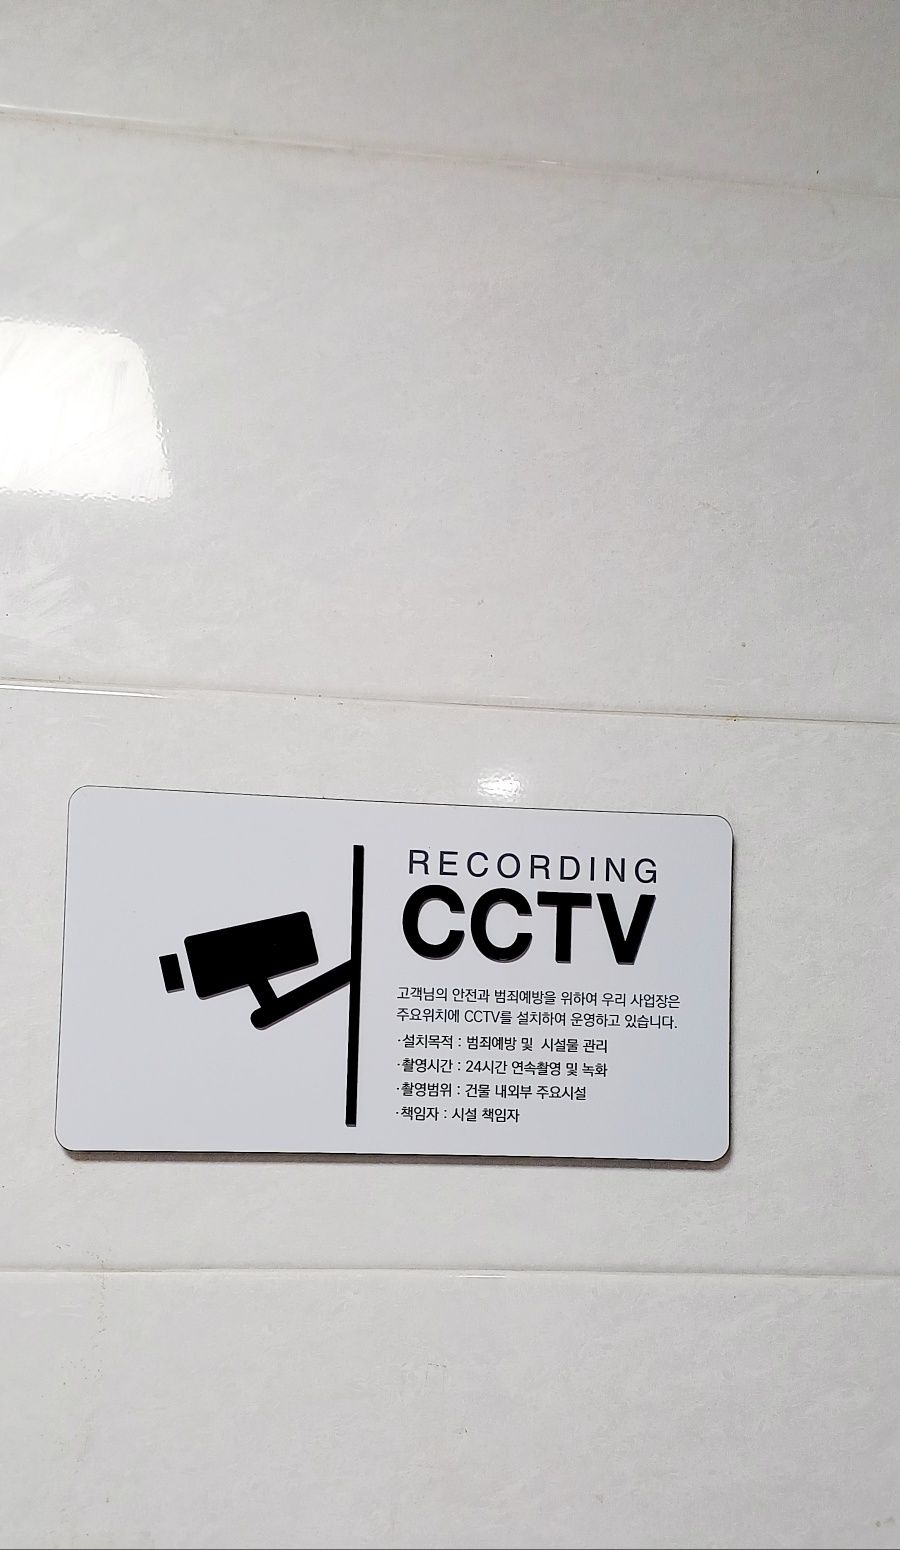 RECORDING
CCTV
고객님의 안전과 범죄예방을 위하여 우리 사업장은
주요위치에 CCTV를 설치하여 운영하고 있습니다.
·설치목적 : 범죄예방 및 시설물 관리
·촬영시간 : 24시간 연속촬영 및 녹화
·촬영범위 : 건물 내외부 주요시설
·책임자 : 시설 책임자